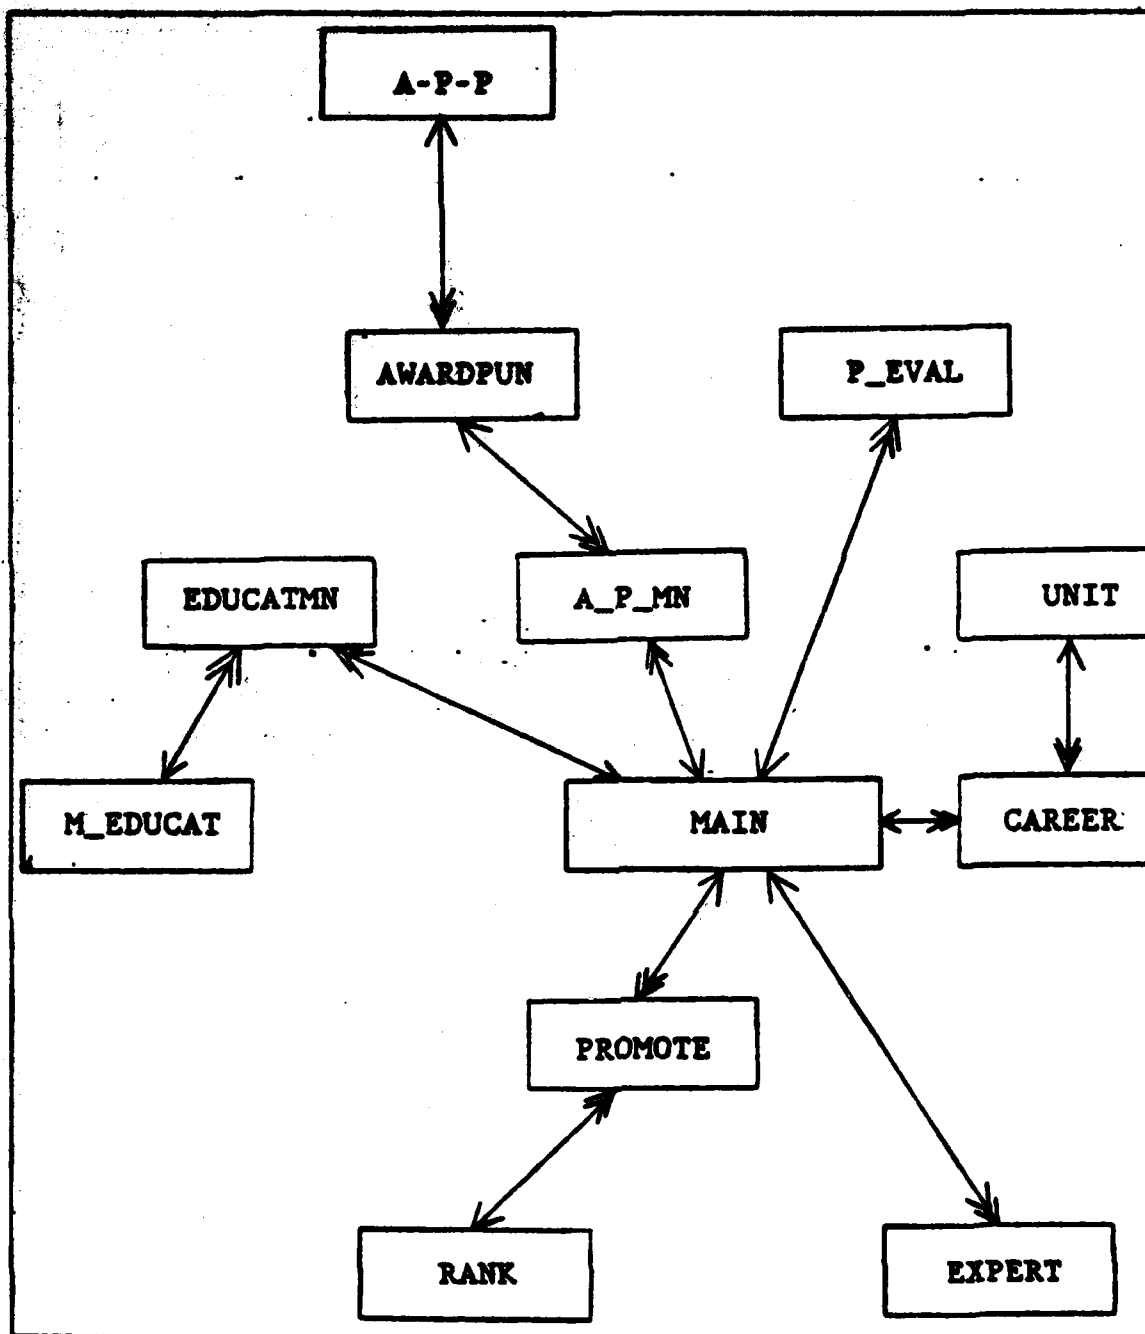 A-P-P
AWARDPUN
P_EVAL
EDUCATMN
A_P_MN
UNIT
M_EDUCAT
MAIN
CAREER
PROMOTE
RANK
EXPERT